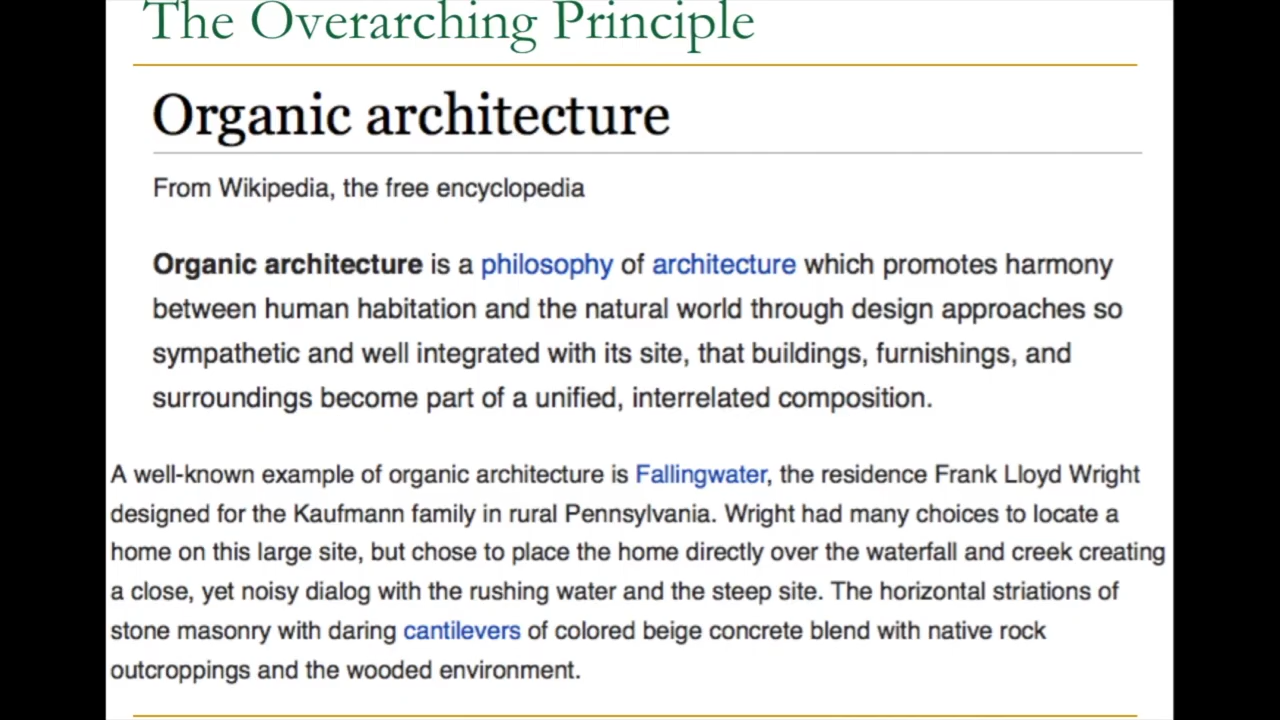 The Overarching Principle
Organic architecture
From Wikipedia, the free encyclopedia
Organic architecture is a philosophy of architecture which promotes harmony
between human habitation and the natural world through design approaches so
sympathetic and well integrated with its site, that buildings, furnishings, and
surroundings become part of a unified, interrelated composition.
A well-known example of organic architecture is Fallingwater, the residence Frank Lloyd Wright
designed for the Kaufmann family in rural Pennsylvania. Wright had many choices to locate a
home on this large site, but chose to place the home directly over the waterfall and creek creating
a close, yet noisy dialog with the rushing water and the steep site. The horizontal striations of
stone masonry with daring cantilevers of colored beige concrete blend with native rock
outcroppings and the wooded environment.